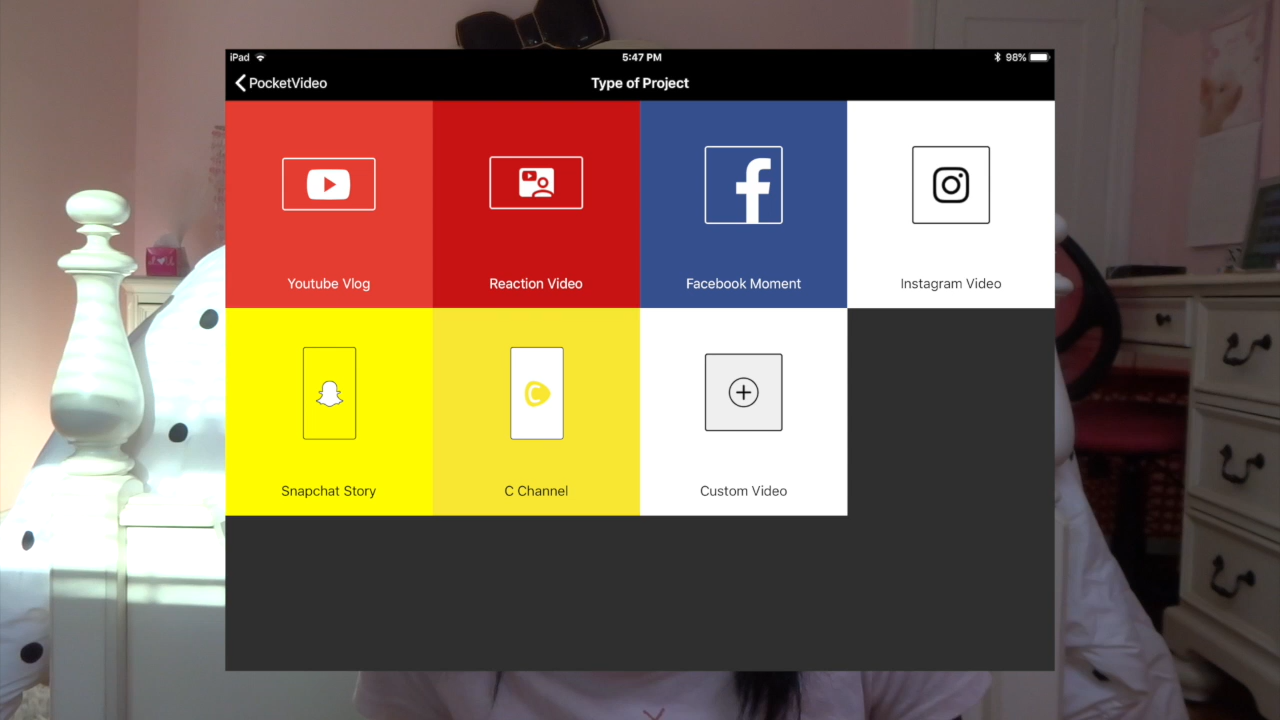 iPad 5:47 PM 98%
PocketVideo Type of Project
Youtube Vlog Reaction Video Facebook Moment Instagram Video
Snapchat Story C Channel Custom Video